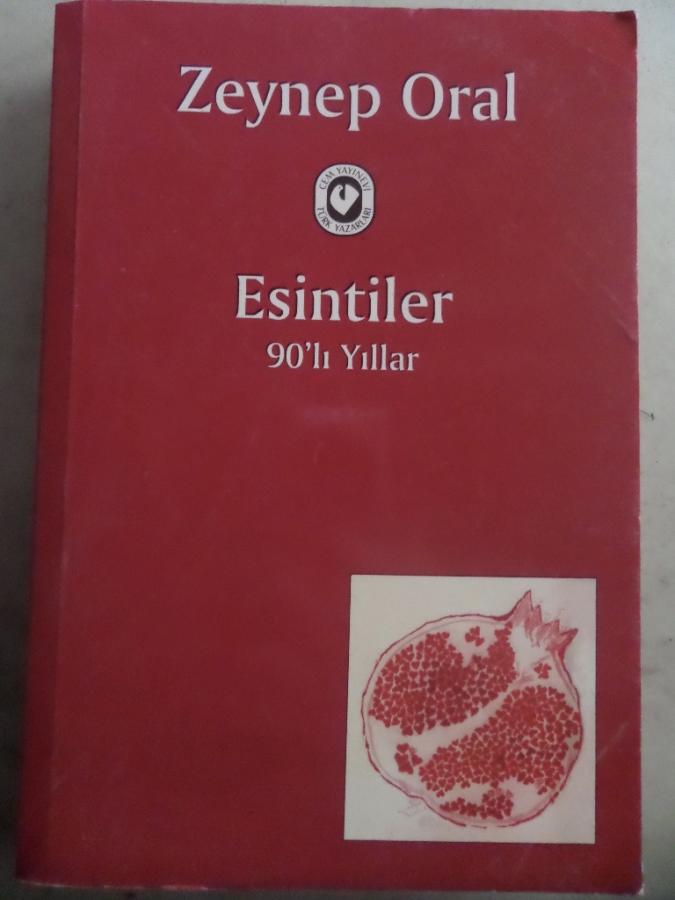 Zeynep Oral
CEM YAYINEVİ
TÜRK YAZARLARI
Esintiler
90'lı Yıllar